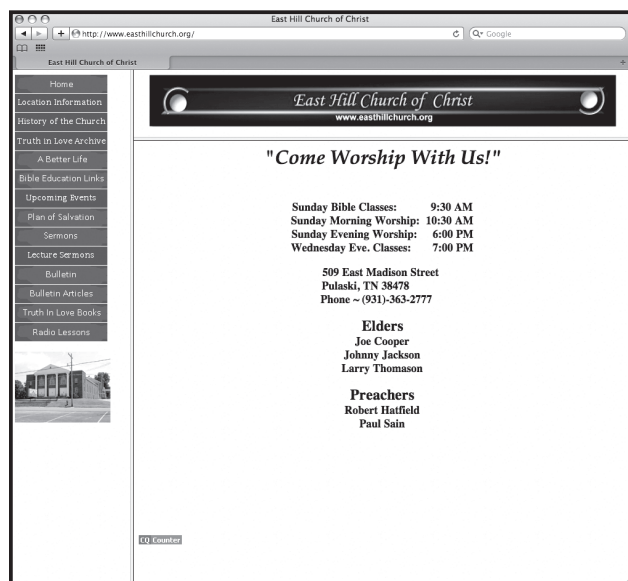 East Hill Church of Christ
http://www.easthillchurch.org/
Google
East Hill Church of Christ
Home
Location Information
History of the Church
Truth in Love Archive
A Better Life
Bible Education Links
Upcoming Events
Plan of Salvation
Sermons
Lecture Sermons
Bulletin
Bulletin Articles
Truth In Love Books
Radio Lessons
East Hill Church of Christ
www.easthillchurch.org
"Come Worship With Us!"
Sunday Bible Classes: 9:30 AM
Sunday Morning Worship: 10:30 AM
Sunday Evening Worship: 6:00 PM
Wednesday Eve. Classes: 7:00 PM
509 East Madison Street
Pulaski, TN 38478
Phone ~ (931)-363-2777
Elders
Joe Cooper
Johnny Jackson
Larry Thomason
Preachers
Robert Hatfield
Paul Sain
CQ Counter